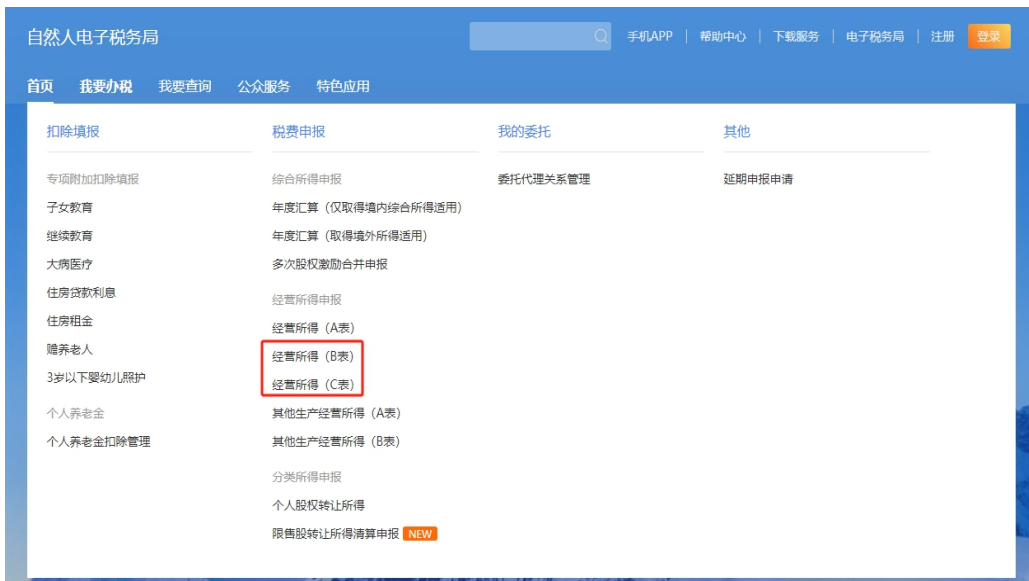 自然人电子税务局
手机APP | 帮助中心 | 下载服务 | 电子税务局 | 注册 登录
首页 我要办税 我要查询 公众服务 特色应用
扣除填报
专项附加扣除填报
子女教育
继续教育
大病医疗
住房贷款利息
住房租金
赡养老人
3岁以下婴幼儿照护
个人养老金
个人养老金扣除管理
税费申报
综合所得申报
年度汇算（仅取得境内综合所得适用）
年度汇算（取得境外所得适用）
多次股权激励合并申报
经营所得申报
经营所得（A表）
经营所得（B表）
经营所得（C表）
其他生产经营所得（A表）
其他生产经营所得（B表）
分类所得申报
个人股权转让所得
限售股转让所得清算申报 NEW
我的委托
委托代理关系管理
其他
延期申报申请